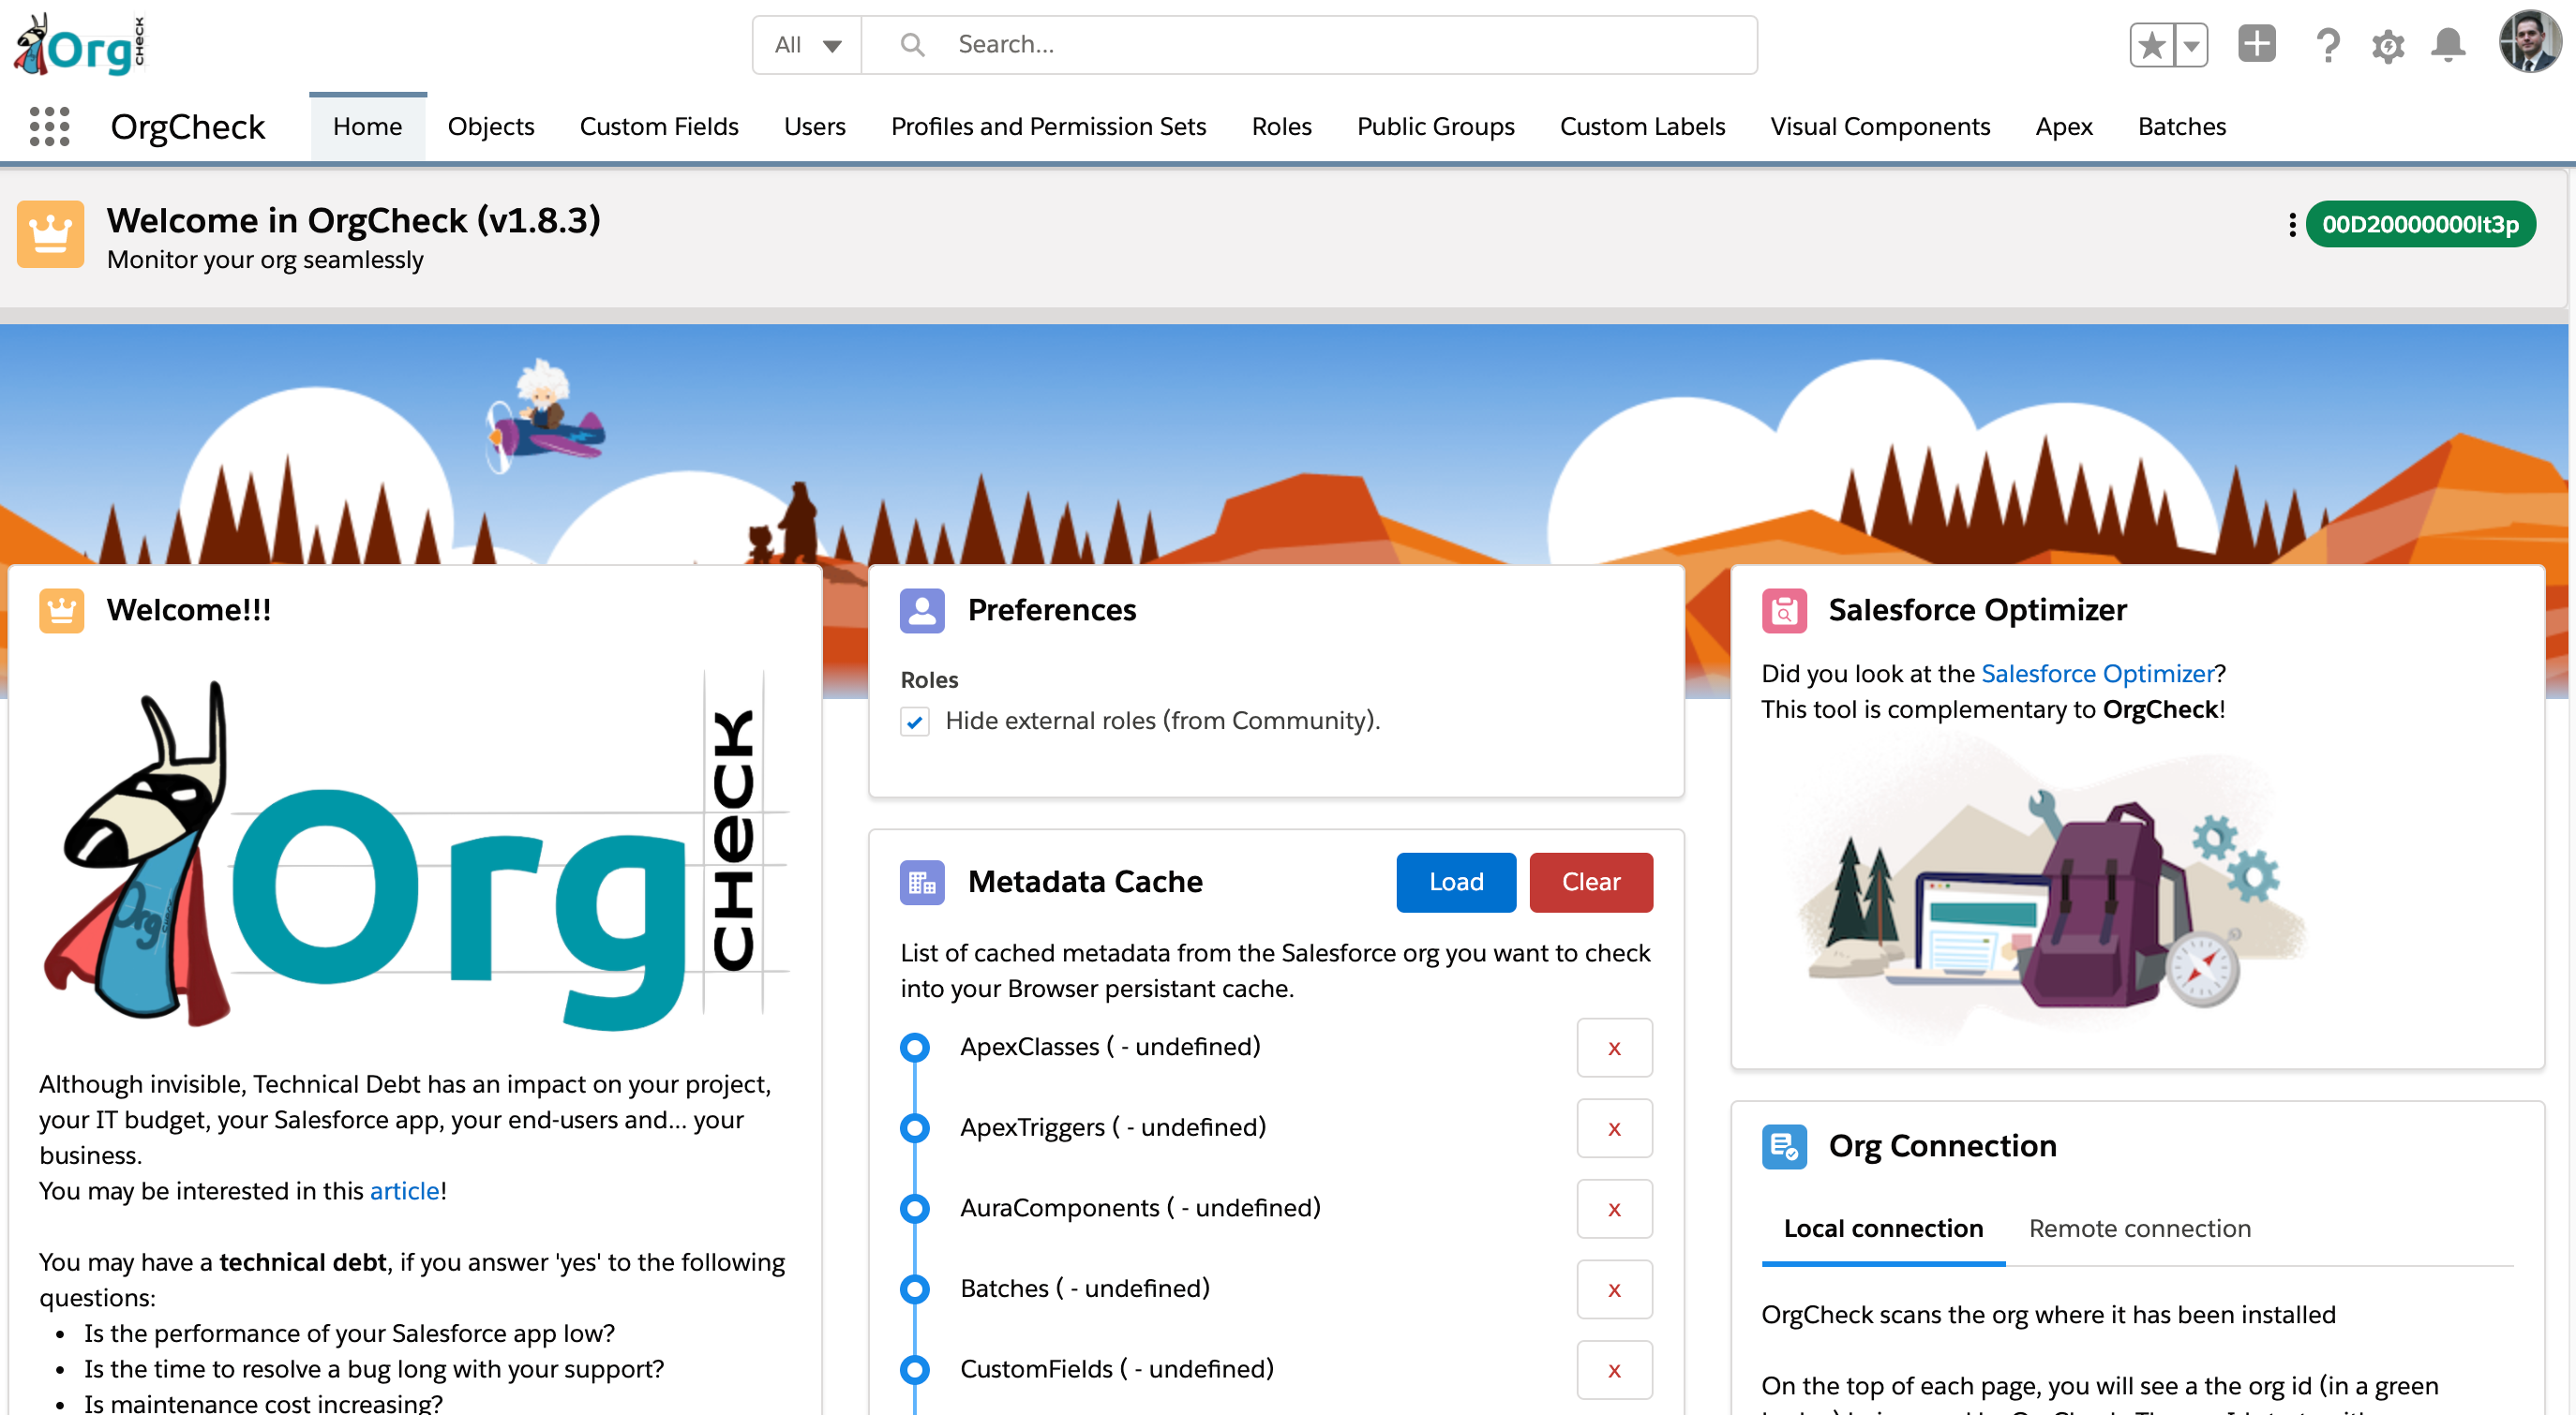 Org CHeCK
All
Search...
OrgCheck
Home
Objects
Custom Fields
Users
Profiles and Permission Sets
Roles
Public Groups
Custom Labels
Visual Components
Apex
Batches
Welcome in OrgCheck (v1.8.3)
Monitor your org seamlessly
00D20000000It3p
Welcome!!!
Org CHeCK
Org
Although invisible, Technical Debt has an impact on your project,
your IT budget, your Salesforce app, your end-users and... your
business.
You may be interested in this article!
You may have a technical debt, if you answer 'yes' to the following
questions:
• Is the performance of your Salesforce app low?
• Is the time to resolve a bug long with your support?
• Is maintenance cost increasing?
Preferences
Roles
Hide external roles (from Community).
Metadata Cache
Load
Clear
List of cached metadata from the Salesforce org you want to check
into your Browser persistant cache.
ApexClasses ( - undefined)
x
ApexTriggers ( - undefined)
x
AuraComponents ( - undefined)
x
Batches ( - undefined)
x
CustomFields ( - undefined)
x
Salesforce Optimizer
Did you look at the Salesforce Optimizer?
This tool is complementary to OrgCheck!
Org Connection
Local connection
Remote connection
OrgCheck scans the org where it has been installed
On the top of each page, you will see a the org id (in a green